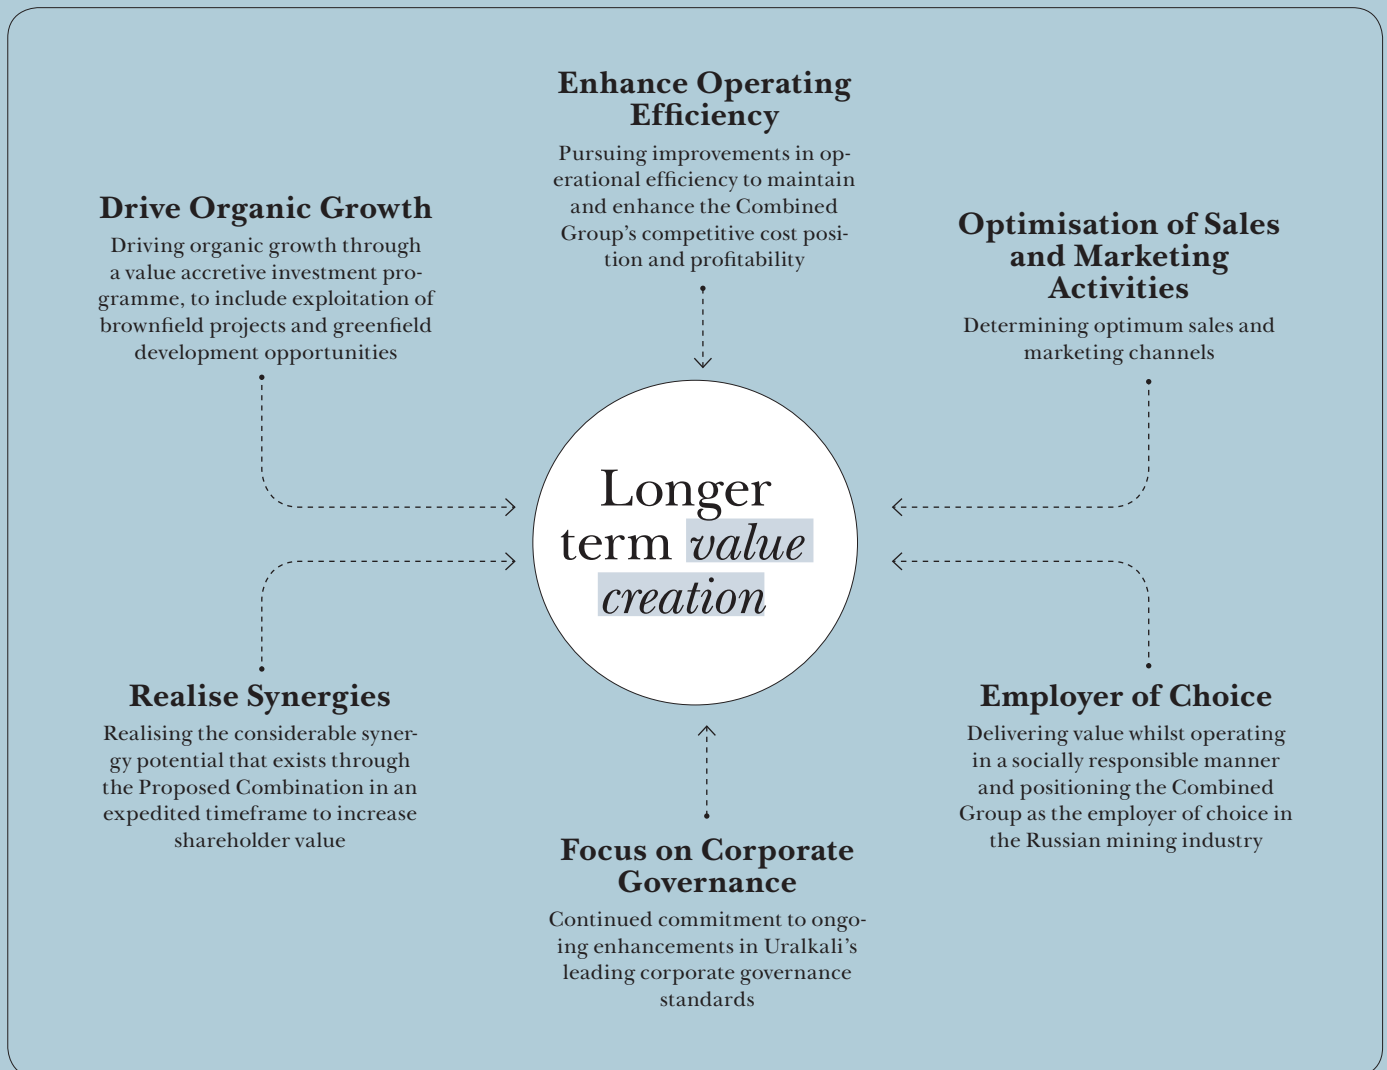 Enhance Operating
Efficiency
Pursuing improvements in op-
erational efficiency to maintain
and enhance the Combined
Group’s competitive cost posi-
tion and profitability
Drive Organic Growth
Driving organic growth through
a value accretive investment pro-
gramme, to include exploitation of
brownfield projects and greenfield
development opportunities
Optimisation of Sales
and Marketing
Activities
Determining optimum sales and
marketing channels
Longer
term value
creation
Realise Synergies
Realising the considerable syner-
gy potential that exists through
the Proposed Combination in an
expedited timeframe to increase
shareholder value
Employer of Choice
Delivering value whilst operating
in a socially responsible manner
and positioning the Combined
Group as the employer of choice in
the Russian mining industry
Focus on Corporate
Governance
Continued commitment to ongo-
ing enhancements in Uralkali’s
leading corporate governance
standards